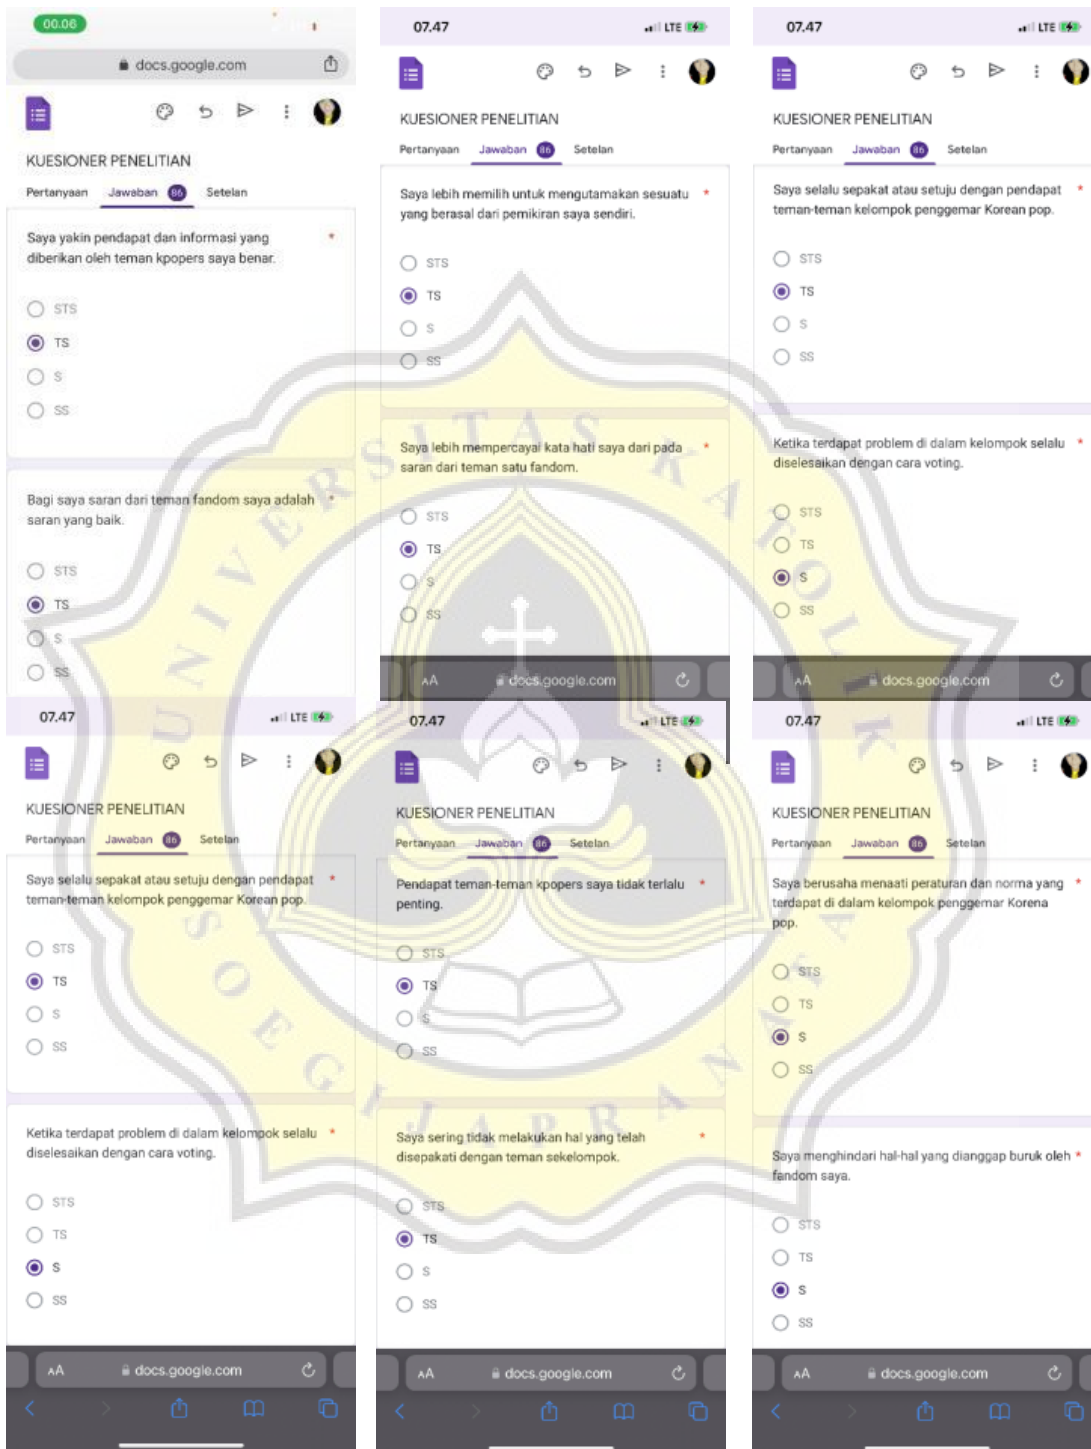 00.06
docs.google.com
KUESIONER PENELITIAN
Pertanyaan Jawaban 86 Setelan
Saya yakin pendapat dan informasi yang *
diberikan oleh teman kpopers saya benar.
STS
TS
S
SS
Bagi saya saran dari teman fandom saya adalah *
saran yang baik.
STS
TS
S
SS
07.47 LTE
KUESIONER PENELITIAN
Pertanyaan Jawaban 86 Setelan
Saya lebih memilih untuk mengutamakan sesuatu *
yang berasal dari pemikiran saya sendiri.
STS
TS
S
SS
Saya lebih mempercayai kata hati saya dari pada *
saran dari teman satu fandom.
STS
TS
S
SS
AA docs.google.com
07.47 LTE
KUESIONER PENELITIAN
Pertanyaan Jawaban 86 Setelan
Saya selalu sepakat atau setuju dengan pendapat *
teman-teman kelompok penggemar Korean pop.
STS
TS
S
SS
Ketika terdapat problem di dalam kelompok selalu *
diselesaikan dengan cara voting.
STS
TS
S
SS
AA docs.google.com
07.47 LTE
KUESIONER PENELITIAN
Pertanyaan Jawaban 86 Setelan
Saya selalu sepakat atau setuju dengan pendapat *
teman-teman kelompok penggemar Korean pop.
STS
TS
S
SS
Ketika terdapat problem di dalam kelompok selalu *
diselesaikan dengan cara voting.
STS
TS
S
SS
AA docs.google.com
07.47 LTE
KUESIONER PENELITIAN
Pertanyaan Jawaban 86 Setelan
Pendapat teman-teman kpopers saya tidak terlalu *
penting.
STS
TS
S
SS
Saya sering tidak melakukan hal yang telah *
disepakati dengan teman sekelompok.
STS
TS
S
SS
AA docs.google.com
07.47 LTE
KUESIONER PENELITIAN
Pertanyaan Jawaban 86 Setelan
Saya berusaha menaati peraturan dan norma yang *
terdapat di dalam kelompok penggemar Korena
pop.
STS
TS
S
SS
Saya menghindari hal-hal yang dianggap buruk oleh *
fandom saya.
STS
TS
S
SS
AA docs.google.com
UNIVERSITAS KATOLIK
SOEGIJAPRANATA